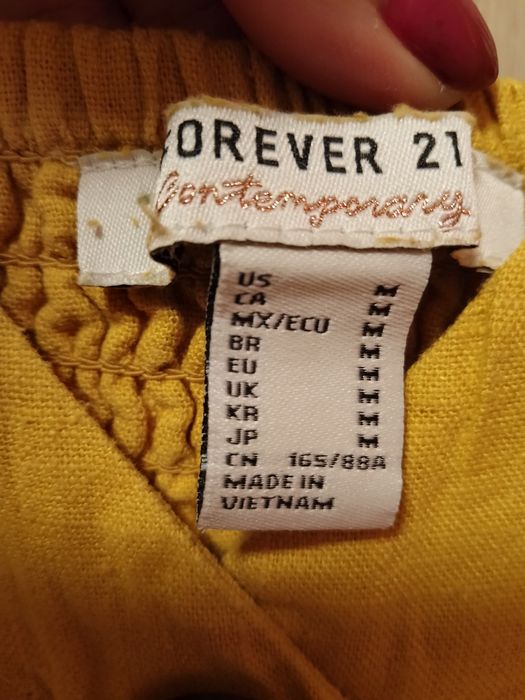 FOREVER 21
Contemporary
US M
CA M
MX/ECU M
BR M
EU M
UK M
KR M
JP M
CN 165/88A
MADE IN
VIETNAM